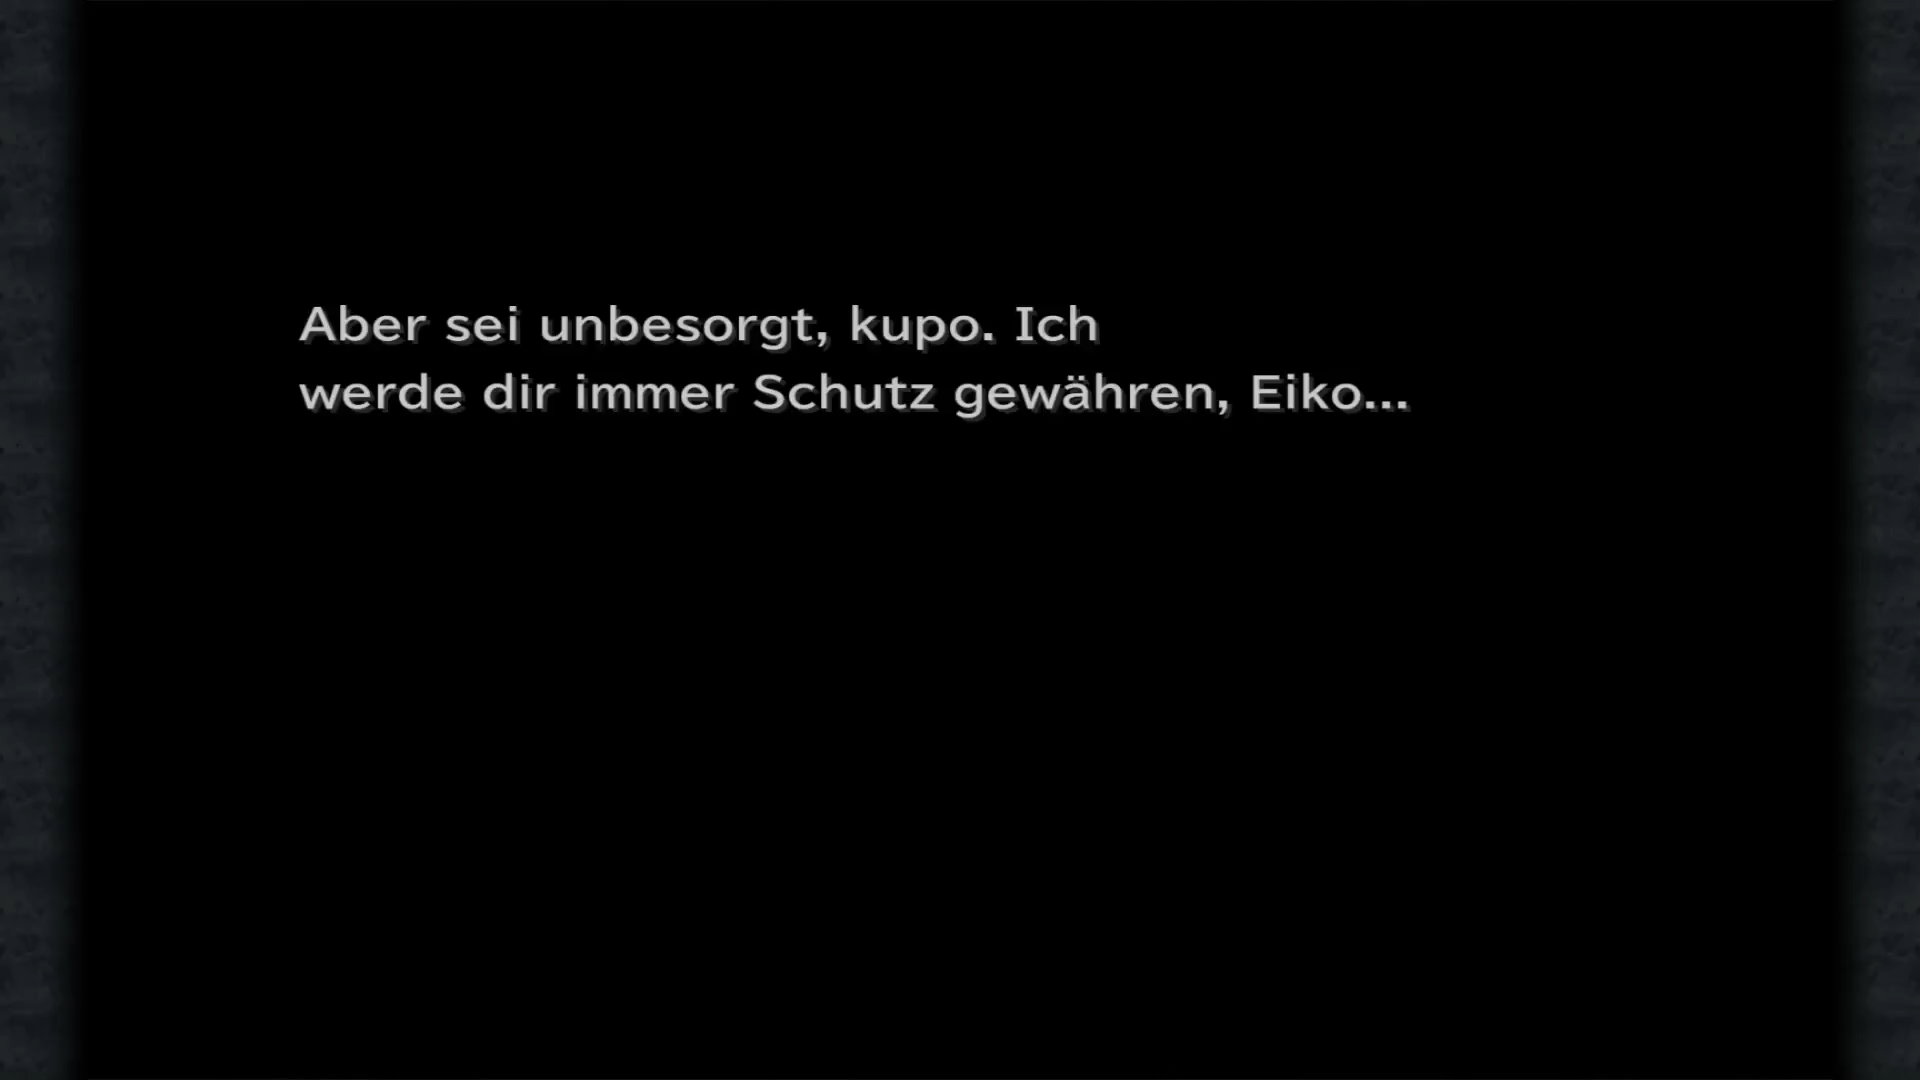 Aber sei unbesorgt, kupo. Ich
werde dir immer Schutz gewähren, Eiko...